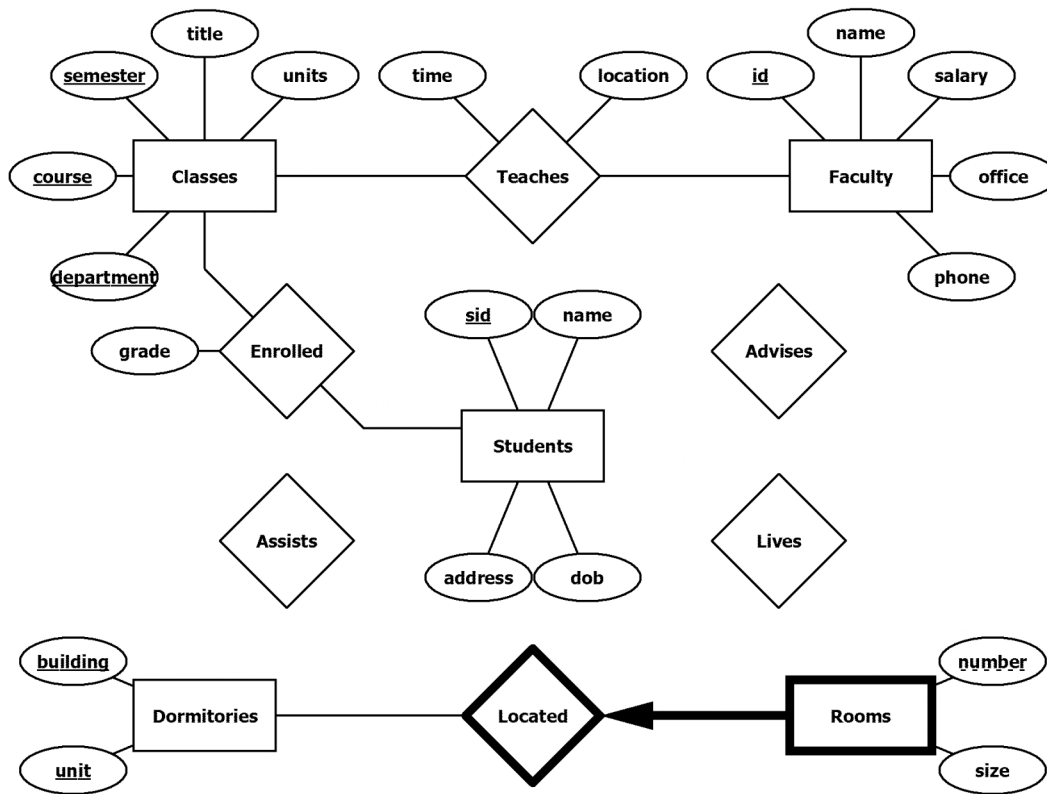 title
name
semester
units
time
location
id
salary
course
Classes
Teaches
Faculty
office
department
phone
sid
name
grade
Enrolled
Advises
Students
Assists
Lives
address
dob
building
number
Dormitories
Located
Rooms
unit
size